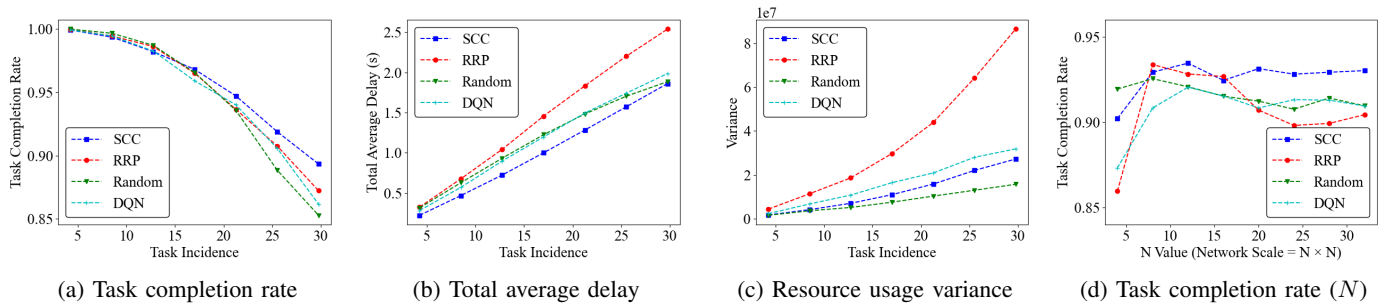 1.00
0.95
0.90
0.85
Task Completion Rate
SCC
RRP
Random
DQN
5
10
15
20
25
30
Task Incidence
(a) Task completion rate
2.5
2.0
1.5
1.0
0.5
Total Average Delay (s)
SCC
RRP
Random
DQN
5
10
15
20
25
30
Task Incidence
(b) Total average delay
1e7
8
6
4
2
0
Variance
SCC
RRP
Random
DQN
5
10
15
20
25
30
Task Incidence
(c) Resource usage variance
0.95
0.90
0.85
Task Completion Rate
SCC
RRP
Random
DQN
5
10
15
20
25
30
N Value (Network Scale = N × N)
(d) Task completion rate (N)